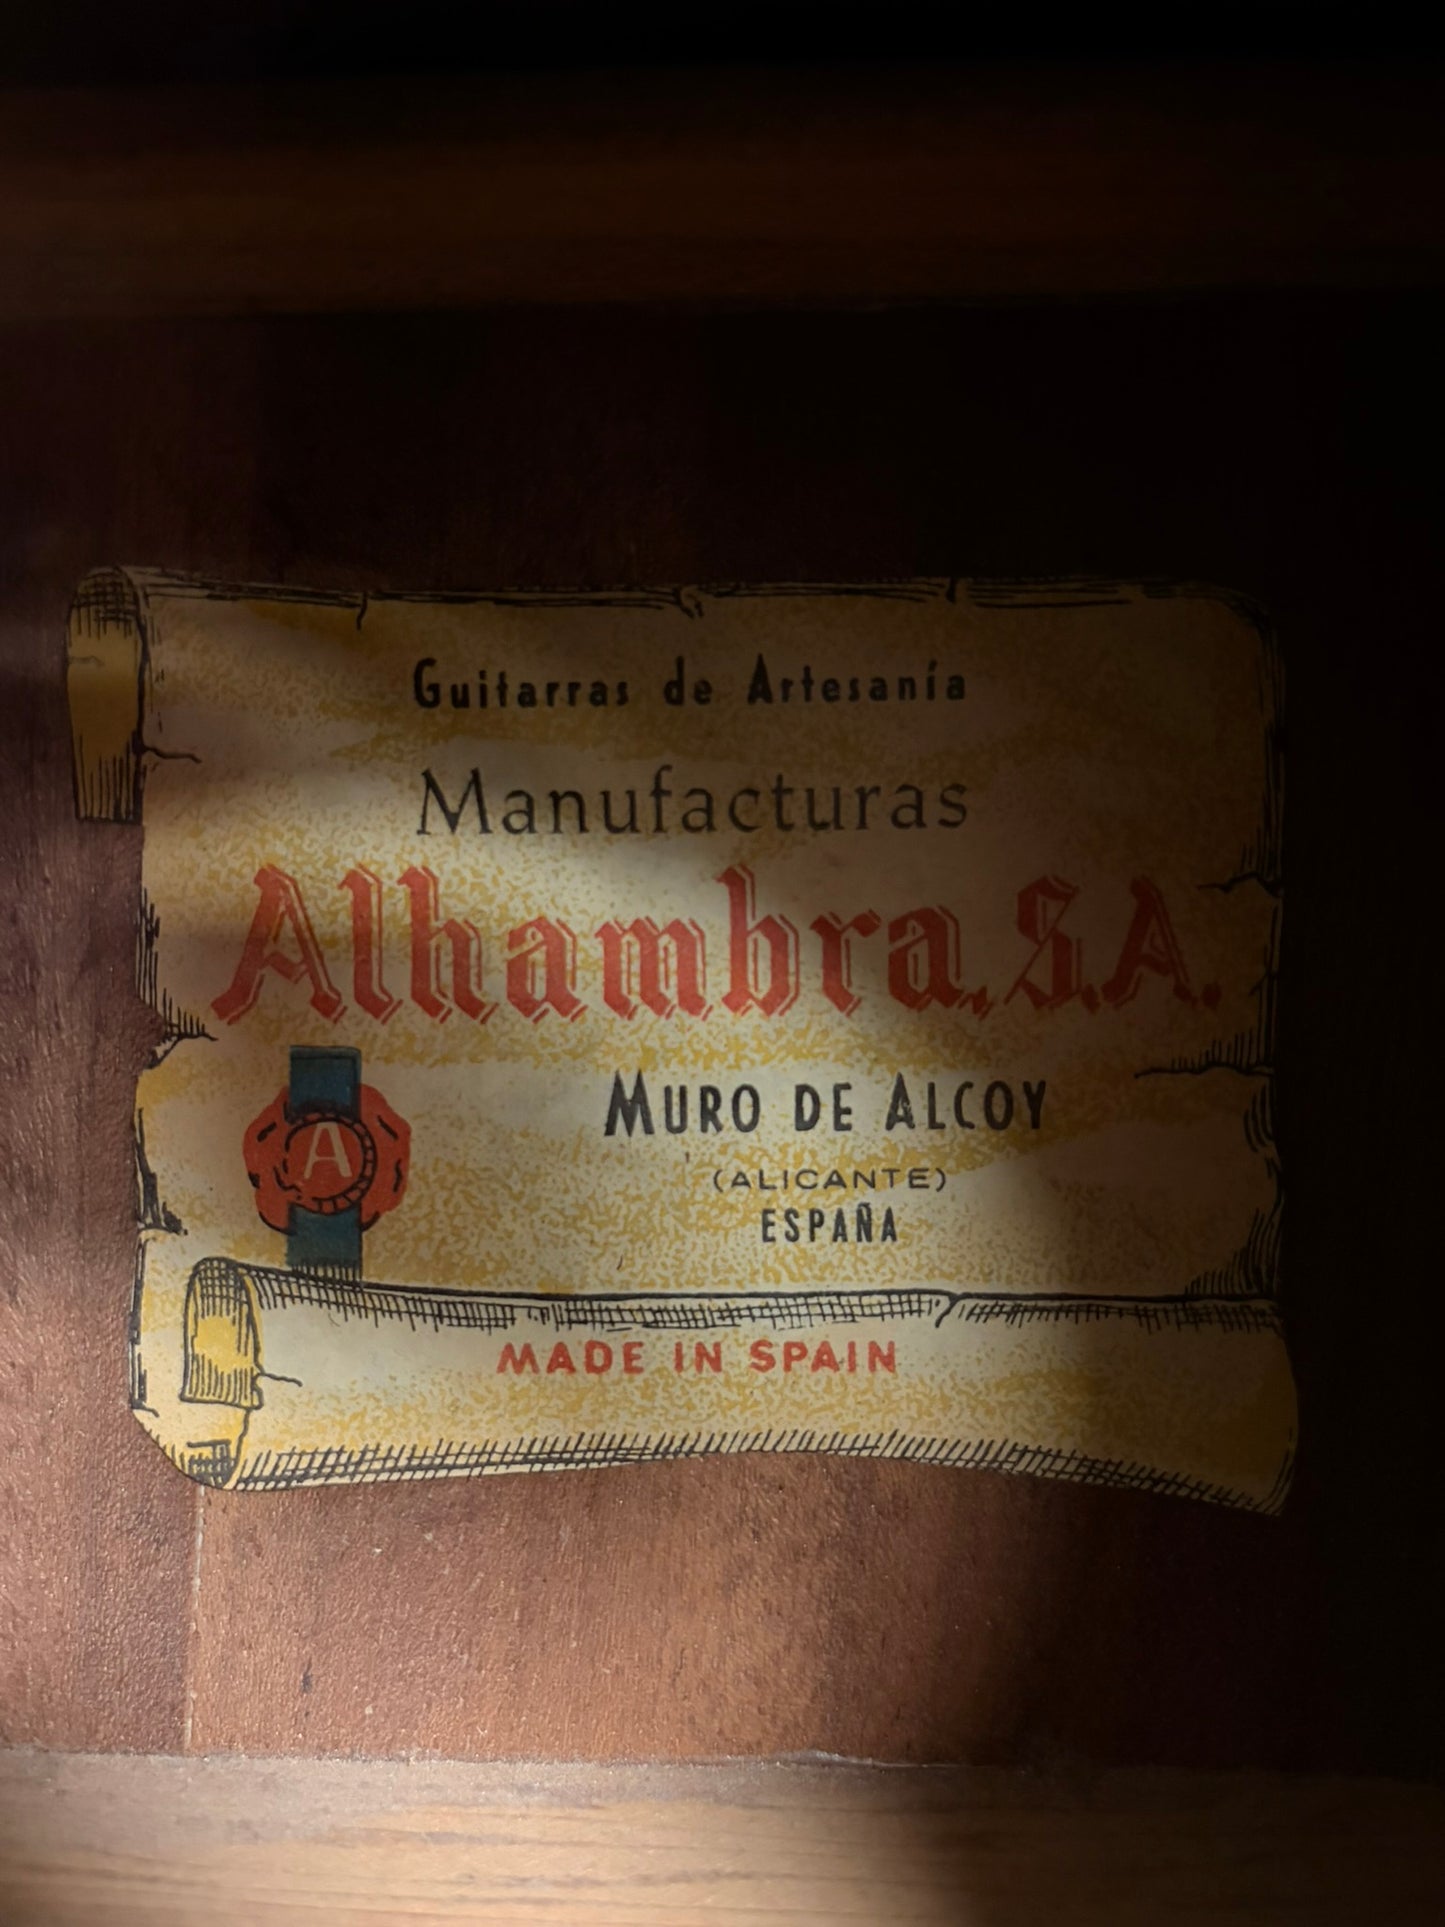 Guitarras de Artesanía
Manufacturas
Alhambra, S.A.
A
MURO DE ALCOY
(ALICANTE)
ESPAÑA
MADE IN SPAIN